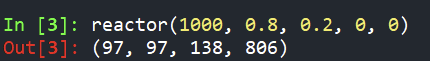 In [3]: reactor(1000, 0.8, 0.2, 0, 0)
Out[3]: (97, 97, 138, 806)